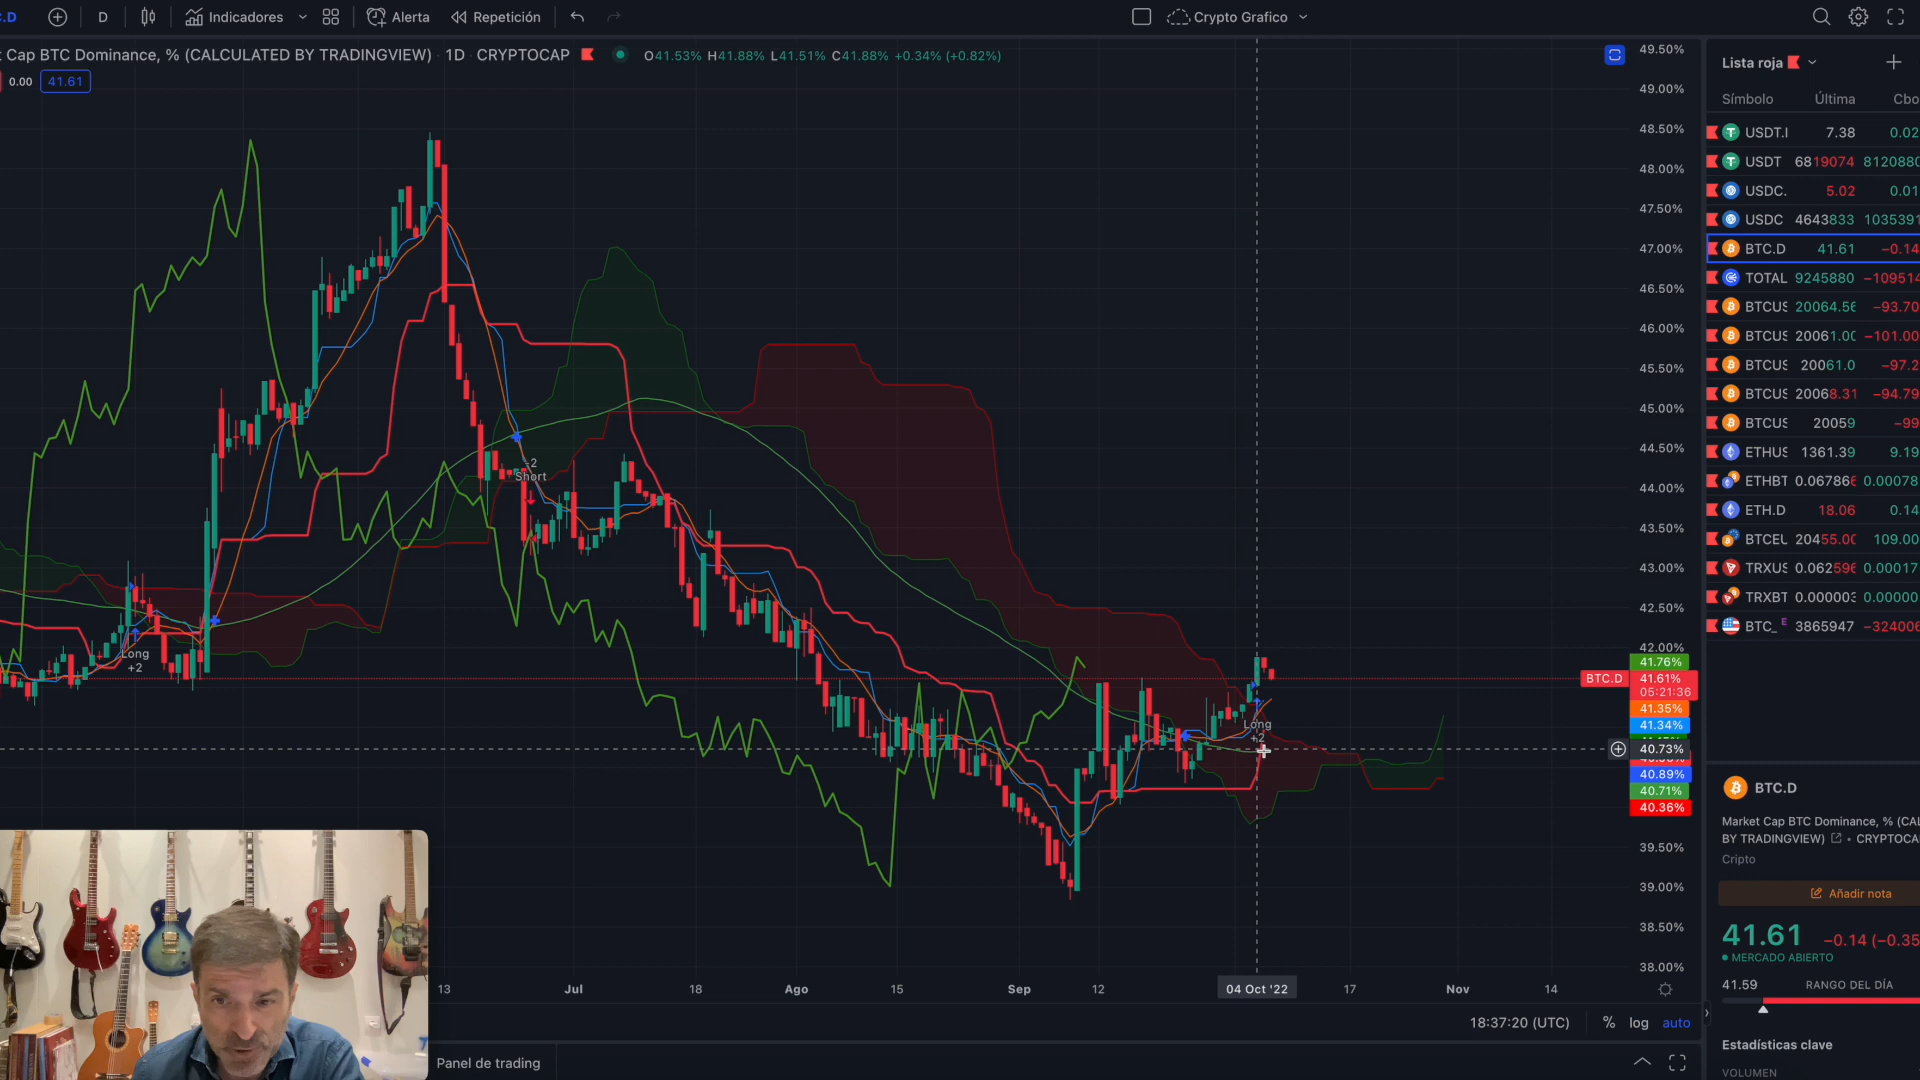 :.D
D
Indicadores
Alerta
Repetición
Crypto Grafico
: Cap BTC Dominance, % (CALCULATED BY TRADINGVIEW) · 1D · CRYPTOCAP
O41.53% H41.88% L41.51% C41.88% +0.34% (+0.82%)
0.00
41.61
49.50%
49.00%
48.50%
48.00%
47.50%
47.00%
46.50%
46.00%
45.50%
45.00%
44.50%
44.00%
43.50%
43.00%
42.50%
42.00%
41.76%
BTC.D
41.61%
05:21:36
41.35%
41.34%
40.73%
40.89%
40.71%
40.36%
39.50%
39.00%
38.50%
38.00%
-2
Short
Long
+2
Long
+2
13
Jul
18
Ago
15
Sep
12
04 Oct '22
17
Nov
14
18:37:20 (UTC)
%
log
auto
Panel de trading
Lista roja
Símbolo
Última
Cbo
USDT.I 7.38 0.02
USDT 6819074 8120880
USDC. 5.02 0.01
USDC 4643833 1035391
BTC.D 41.61 −0.14
TOTAL 9245880 −109514
BTCUS 20064.56 −93.70
BTCUS 20061.00 −101.00
BTCUS 20061.0 −97.2
BTCUS 20068.31 −94.79
BTCUS 20059 −99
ETHUS 1361.39 9.19
ETHBT 0.067866 0.00078
ETH.D 18.06 0.14
BTCEU 20455.00 109.00
TRXUS 0.062596 0.00017
TRXBT 0.000003 0.00000
BTC_ E 3865947 −324006
BTC.D
Market Cap BTC Dominance, % (CA
BY TRADINGVIEW) • CRYPTOCA
Cripto
Añadir nota
41.61 −0.14 (−0.35
MERCADO ABIERTO
41.59 RANGO DEL DÍA
Estadísticas clave
VOLUMEN